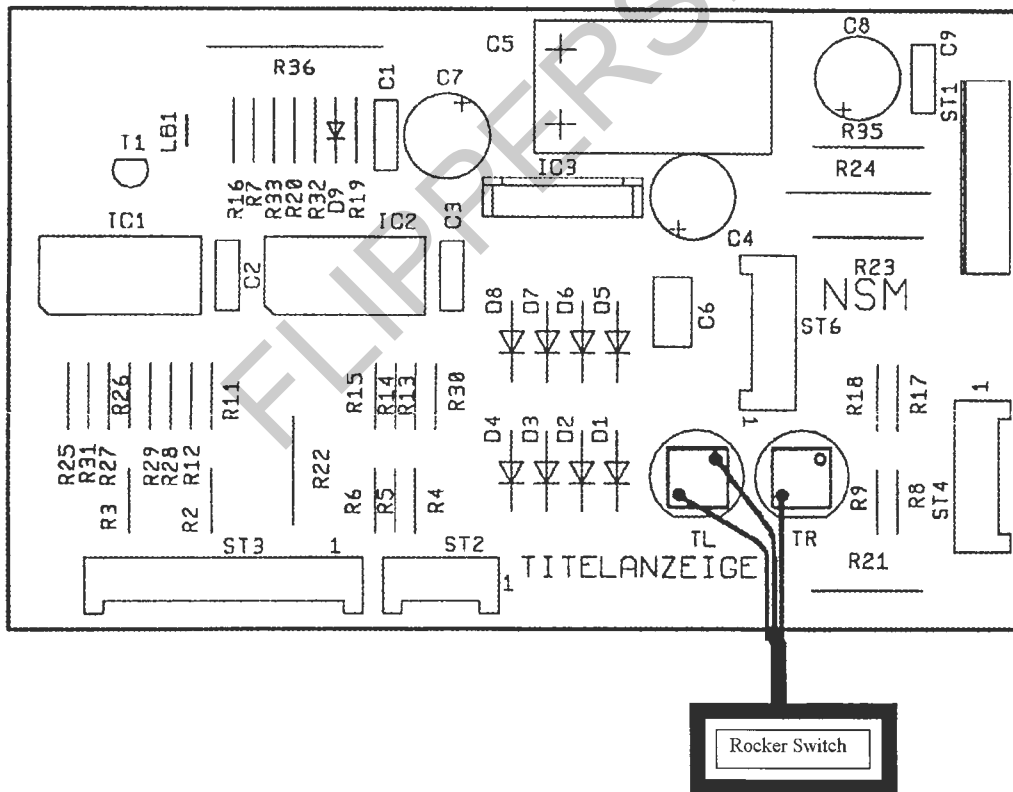 C5
C8
C9
R36
C1
C7
ST1
LB1
T1
R35
R24
IC3
R16
R7
R33
R20
R32
D9
R19
IC1
IC2
C3
C4
C2
R23
NSM
D8
D7
D6
D5
C6
ST6
R11
R26
R15
R14
R13
R30
R18
R17
1
1
R25
R31
R27
R29
R28
R12
D4
D3
D2
D1
R22
R3
R2
R6
R5
R4
R9
R8
ST4
TL
TR
ST3
1
ST2
1
TITELANZEIGE
R21
Rocker Switch
FLIPPERS